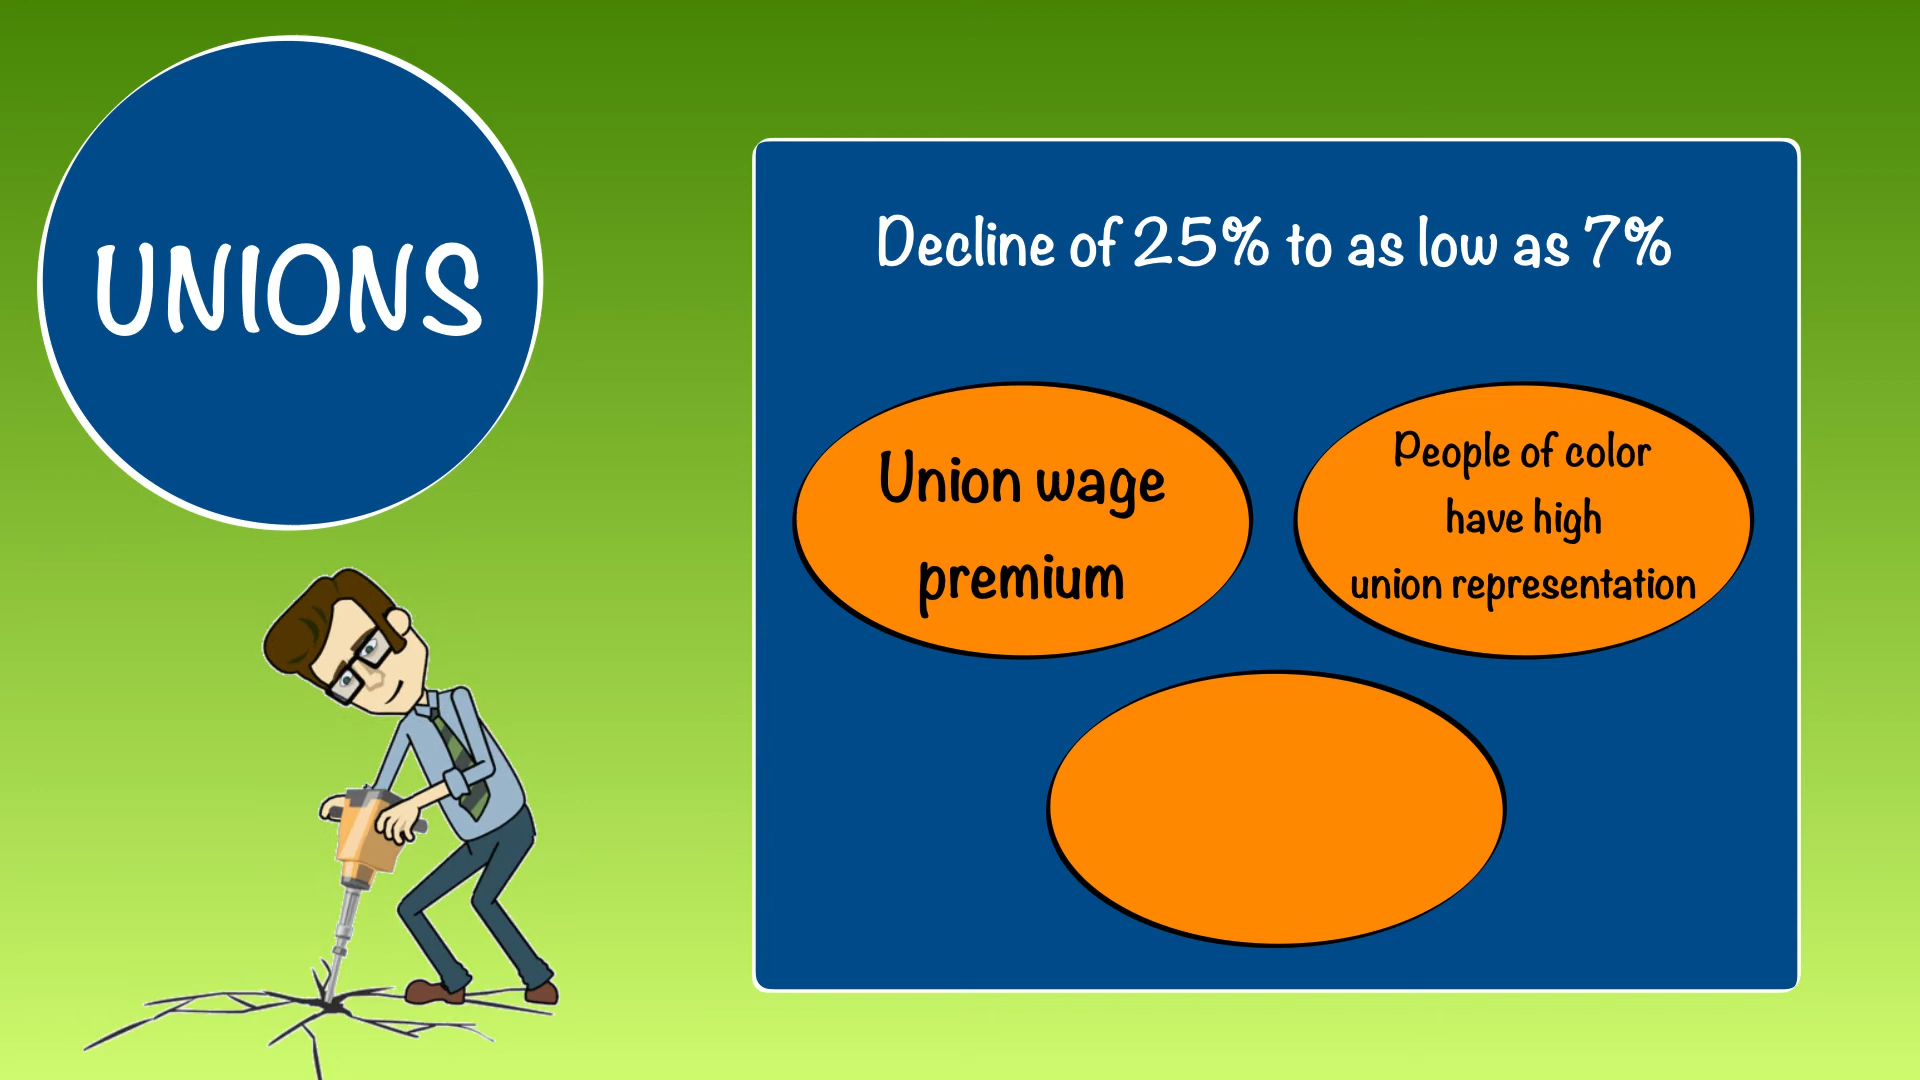 UNIONS
Decline of 25% to as low as 7%
Union wage
premium
People of color
have high
union representation